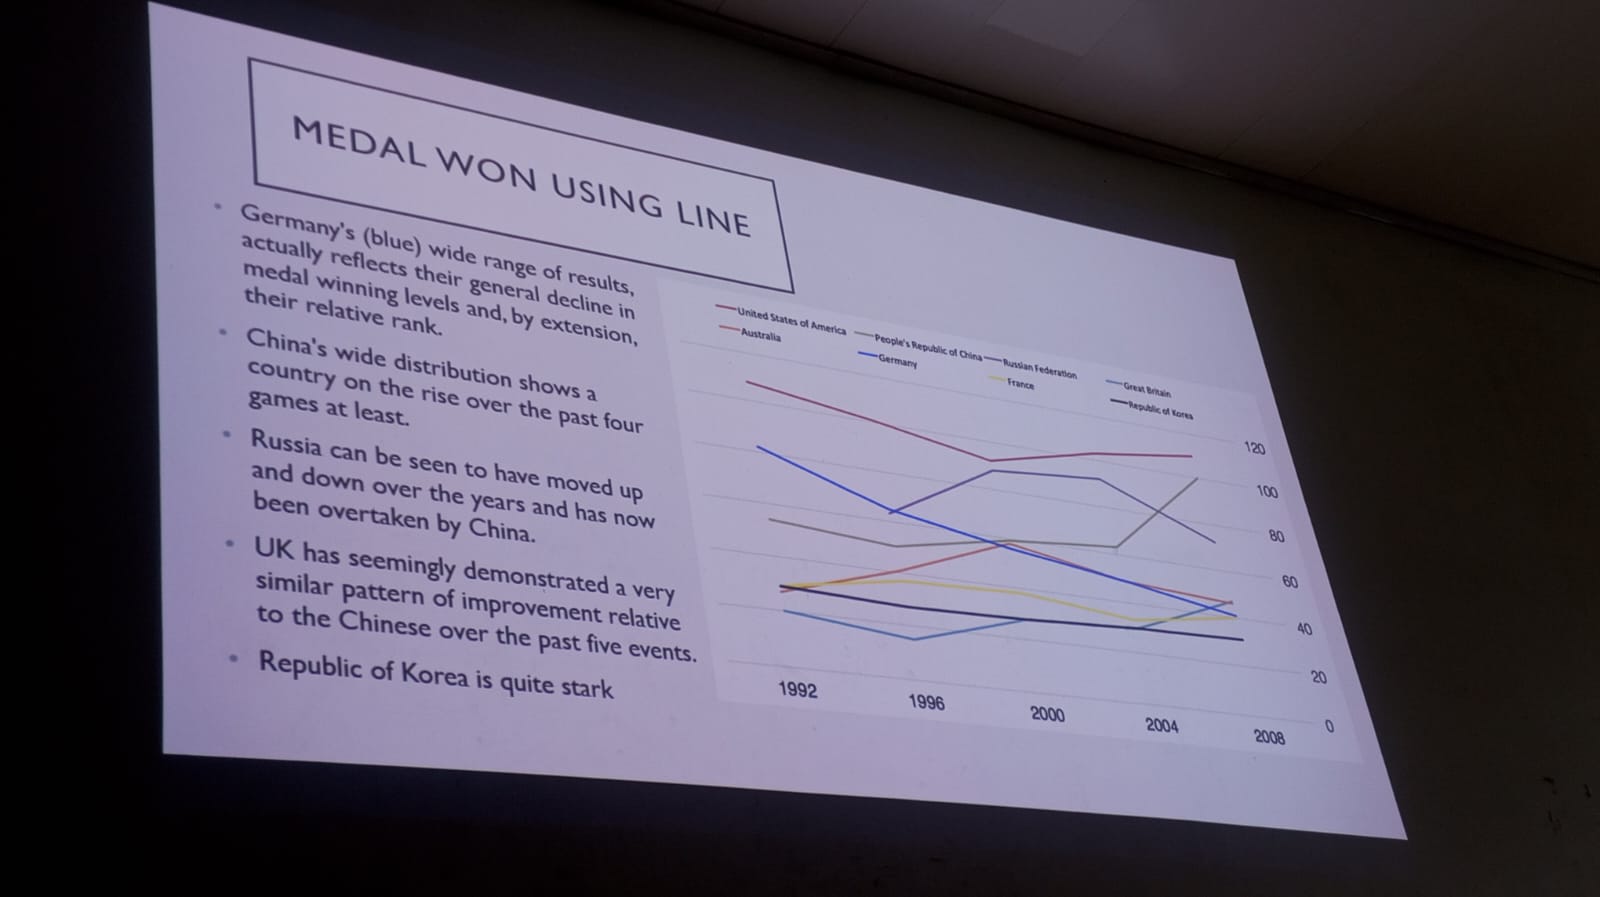 MEDAL WON USING LINE
• Germany's (blue) wide range of results,
actually reflects their general decline in
medal winning levels and, by extension,
their relative rank.
• China's wide distribution shows a
country on the rise over the past four
games at least.
• Russia can be seen to have moved up
and down over the years and has now
been overtaken by China.
• UK has seemingly demonstrated a very
similar pattern of improvement relative
to the Chinese over the past five events.
• Republic of Korea is quite stark
United States of America People's Republic of China Russian Federation Great Britain
Australia Germany France Republic of Korea
120
100
80
60
40
20
0
1992 1996 2000 2004 2008